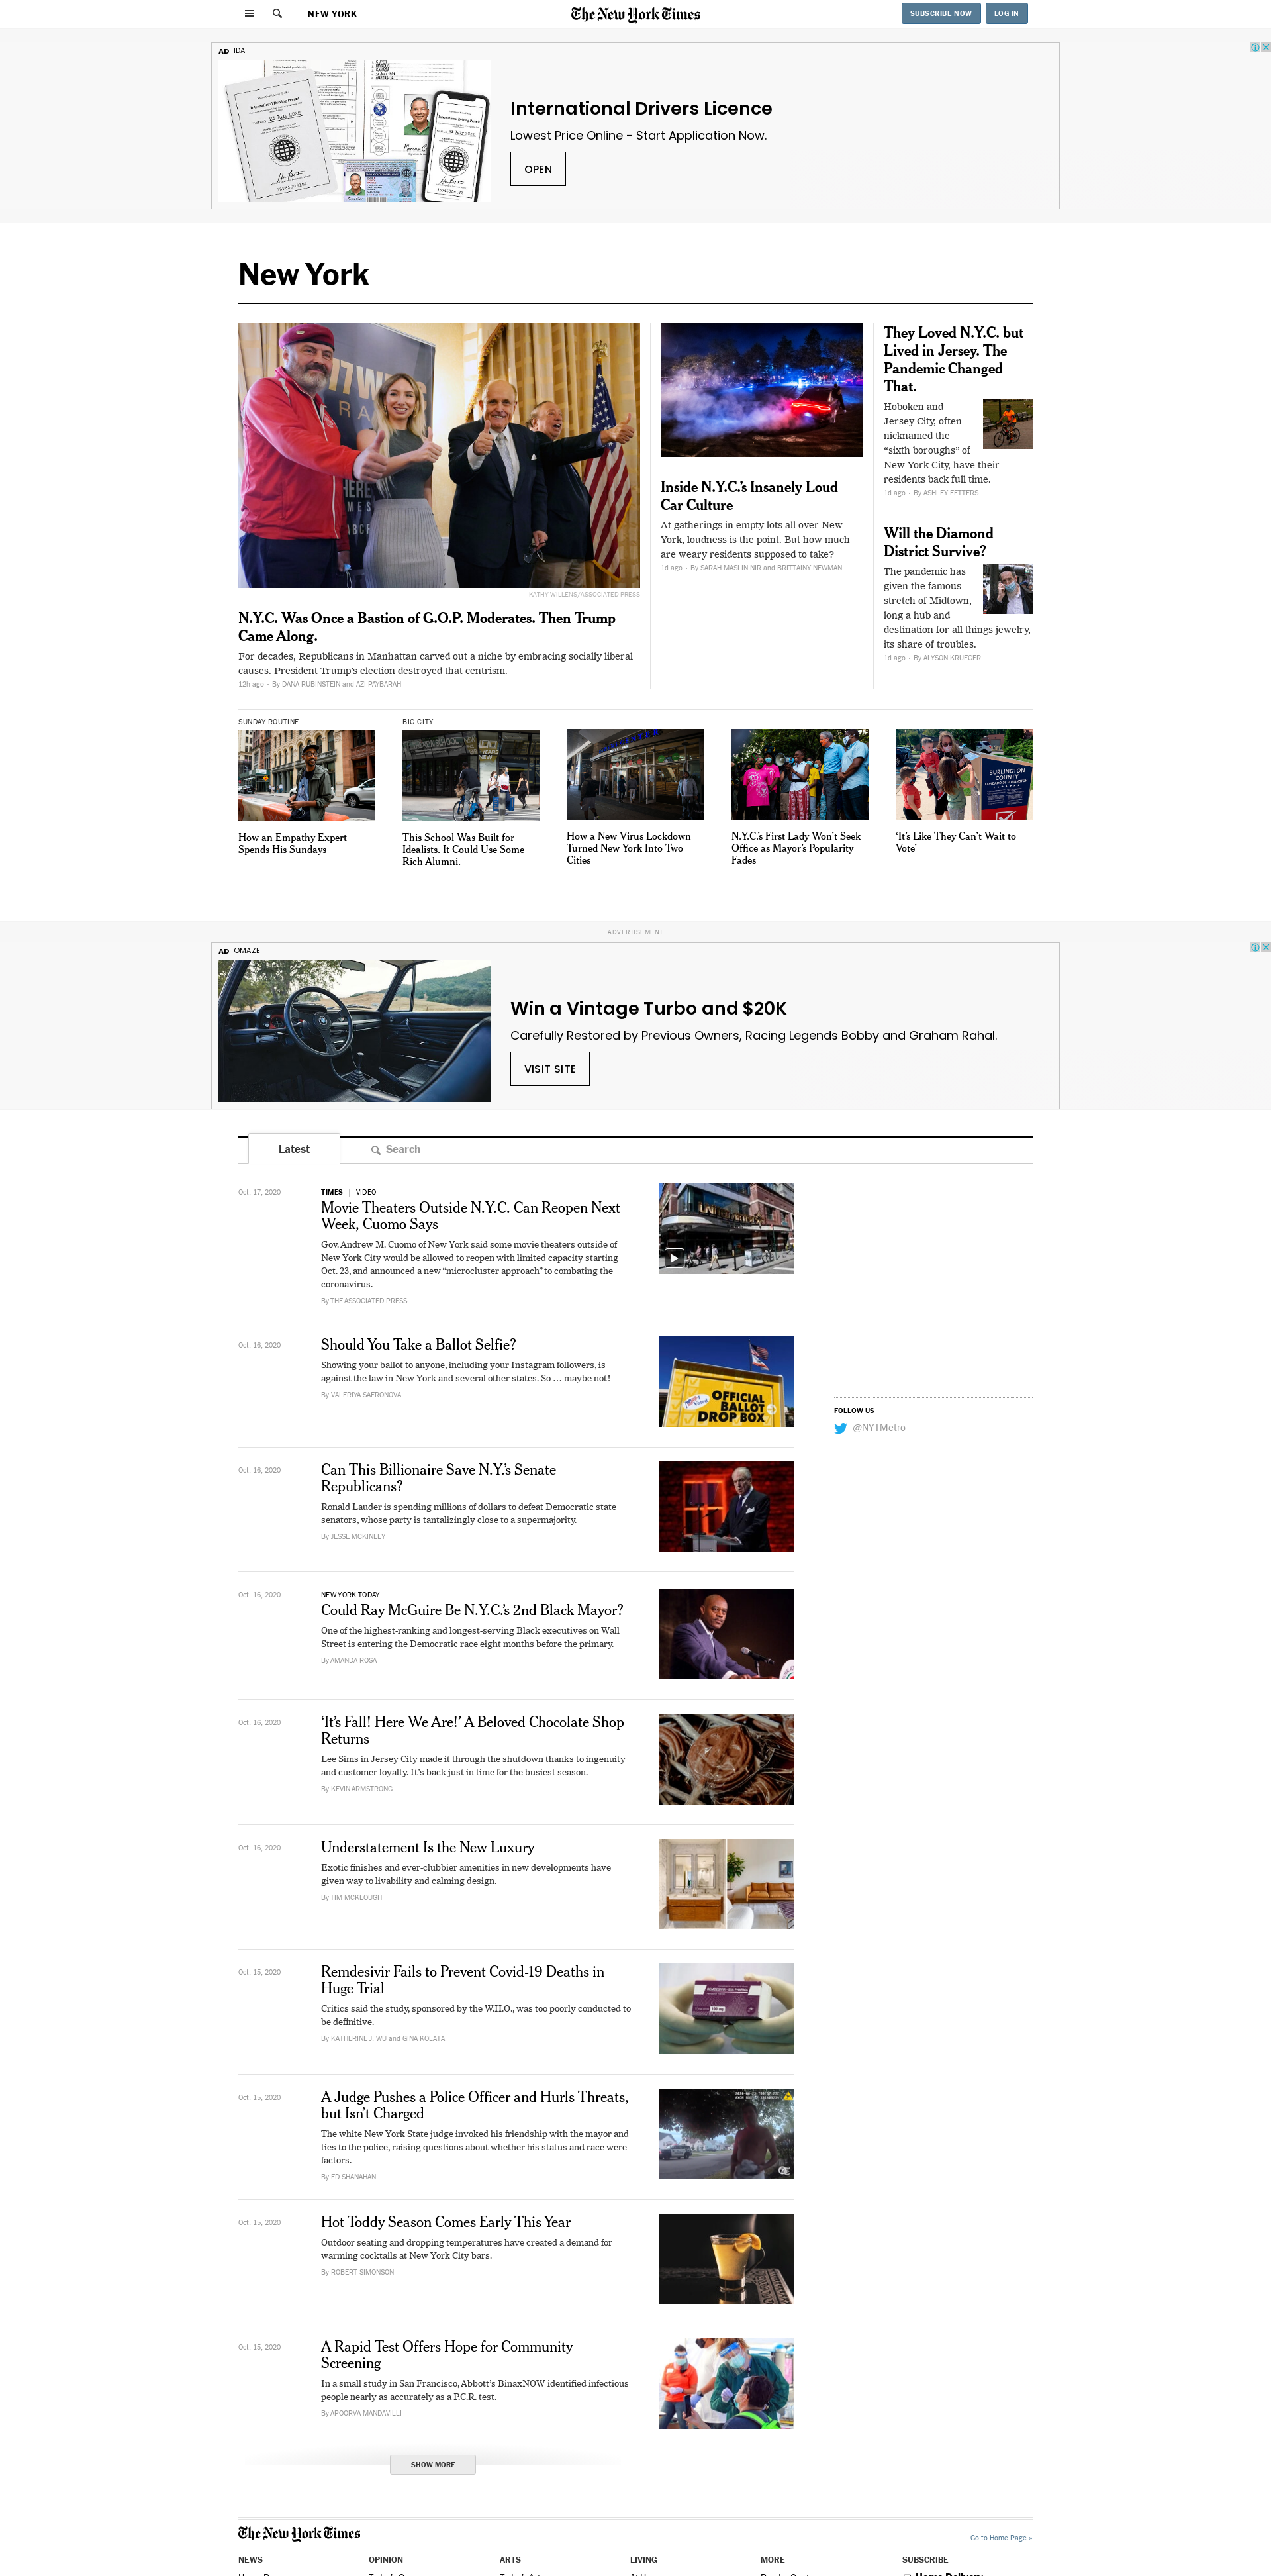 NEW YORK
The New York Times
SUBSCRIBE NOW
LOG IN
AD IDA
International Drivers Licence
Lowest Price Online - Start Application Now.
OPEN
New York
KATHY WILLENS/ASSOCIATED PRESS
N.Y.C. Was Once a Bastion of G.O.P. Moderates. Then Trump
Came Along.
For decades, Republicans in Manhattan carved out a niche by embracing socially liberal
causes. President Trump's election destroyed that centrism.
12h ago • By DANA RUBINSTEIN and AZI PAYBARAH
Inside N.Y.C.'s Insanely Loud
Car Culture
At gatherings in empty lots all over New
York, loudness is the point. But how much
are weary residents supposed to take?
1d ago • By SARAH MASLIN NIR and BRITTAINY NEWMAN
They Loved N.Y.C. but
Lived in Jersey. The
Pandemic Changed
That.
Hoboken and
Jersey City, often
nicknamed the
“sixth boroughs” of
New York City, have their
residents back full time.
1d ago • By ASHLEY FETTERS
Will the Diamond
District Survive?
The pandemic has
given the famous
stretch of Midtown,
long a hub and
destination for all things jewelry,
its share of troubles.
1d ago • By ALYSON KRUEGER
SUNDAY ROUTINE
How an Empathy Expert
Spends His Sundays
BIG CITY
This School Was Built for
Idealists. It Could Use Some
Rich Alumni.
How a New Virus Lockdown
Turned New York Into Two
Cities
N.Y.C.'s First Lady Won't Seek
Office as Mayor's Popularity
Fades
BURLINGTON
COUNTY
‘It's Like They Can't Wait to
Vote’
ADVERTISEMENT
AD OMAZE
Win a Vintage Turbo and $20K
Carefully Restored by Previous Owners, Racing Legends Bobby and Graham Rahal.
VISIT SITE
Latest
Search
Oct. 17, 2020
TIMES | VIDEO
Movie Theaters Outside N.Y.C. Can Reopen Next
Week, Cuomo Says
Gov. Andrew M. Cuomo of New York said some movie theaters outside of
New York City would be allowed to reopen with limited capacity starting
Oct. 23, and announced a new “microcluster approach” to combating the
coronavirus.
By THE ASSOCIATED PRESS
Oct. 16, 2020
Should You Take a Ballot Selfie?
Showing your ballot to anyone, including your Instagram followers, is
against the law in New York and several other states. So … maybe not!
By VALERIYA SAFRONOVA
OFFICIAL
BALLOT
DROP BOX
FOLLOW US
@NYTMetro
Oct. 16, 2020
Can This Billionaire Save N.Y.'s Senate
Republicans?
Ronald Lauder is spending millions of dollars to defeat Democratic state
senators, whose party is tantalizingly close to a supermajority.
By JESSE MCKINLEY
Oct. 16, 2020
NEW YORK TODAY
Could Ray McGuire Be N.Y.C.'s 2nd Black Mayor?
One of the highest-ranking and longest-serving Black executives on Wall
Street is entering the Democratic race eight months before the primary.
By AMANDA ROSA
Oct. 16, 2020
‘It's Fall! Here We Are!’ A Beloved Chocolate Shop
Returns
Lee Sims in Jersey City made it through the shutdown thanks to ingenuity
and customer loyalty. It's back just in time for the busiest season.
By KEVIN ARMSTRONG
Oct. 16, 2020
Understatement Is the New Luxury
Exotic finishes and ever-clubbier amenities in new developments have
given way to livability and calming design.
By TIM MCKEOUGH
Oct. 15, 2020
Remdesivir Fails to Prevent Covid-19 Deaths in
Huge Trial
Critics said the study, sponsored by the W.H.O., was too poorly conducted to
be definitive.
By KATHERINE J. WU and GINA KOLATA
Oct. 15, 2020
A Judge Pushes a Police Officer and Hurls Threats,
but Isn't Charged
The white New York State judge invoked his friendship with the mayor and
ties to the police, raising questions about whether his status and race were
factors.
By ED SHANAHAN
Oct. 15, 2020
Hot Toddy Season Comes Early This Year
Outdoor seating and dropping temperatures have created a demand for
warming cocktails at New York City bars.
By ROBERT SIMONSON
Oct. 15, 2020
A Rapid Test Offers Hope for Community
Screening
In a small study in San Francisco, Abbott's BinaxNOW identified infectious
people nearly as accurately as a P.C.R. test.
By APOORVA MANDAVILLI
SHOW MORE
The New York Times
Go to Home Page »
NEWS
OPINION
ARTS
LIVING
MORE
SUBSCRIBE